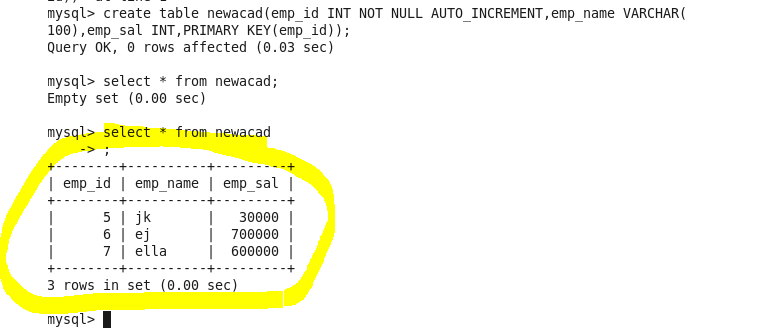 mysql> create table newacad(emp_id INT NOT NULL AUTO_INCREMENT,emp_name VARCHAR(
100),emp_sal INT,PRIMARY KEY(emp_id));
Query OK, 0 rows affected (0.03 sec)

mysql> select * from newacad;
Empty set (0.00 sec)

mysql> select * from newacad
    -> ;
+--------+----------+---------+
| emp_id | emp_name | emp_sal |
+--------+----------+---------+
|      5 | jk       |   30000 |
|      6 | ej       |  700000 |
|      7 | ella     |  600000 |
+--------+----------+---------+
3 rows in set (0.00 sec)

mysql>